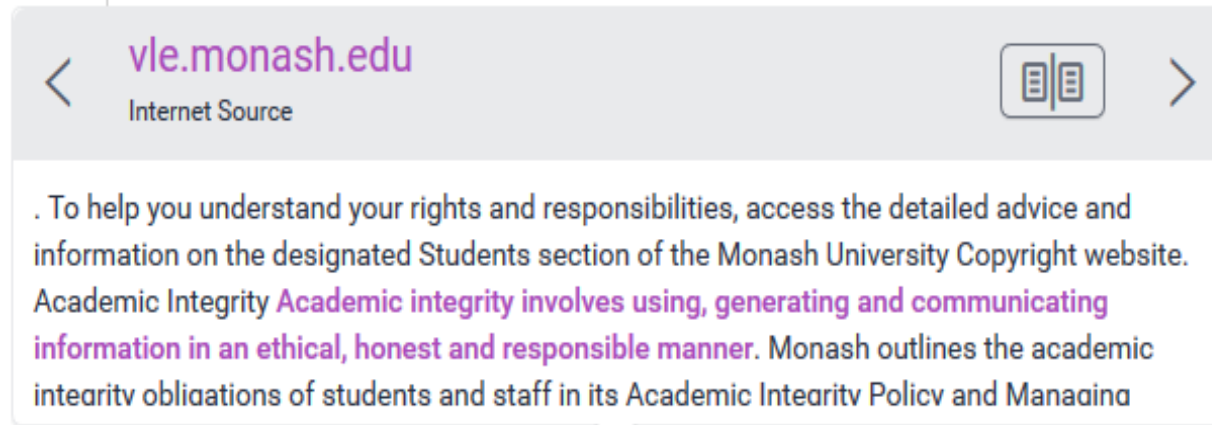 vle.monash.edu
Internet Source
. To help you understand your rights and responsibilities, access the detailed advice and
information on the designated Students section of the Monash University Copyright website.
Academic Integrity Academic integrity involves using, generating and communicating
information in an ethical, honest and responsible manner. Monash outlines the academic
integrity obligations of students and staff in its Academic Integrity Policy and Managing